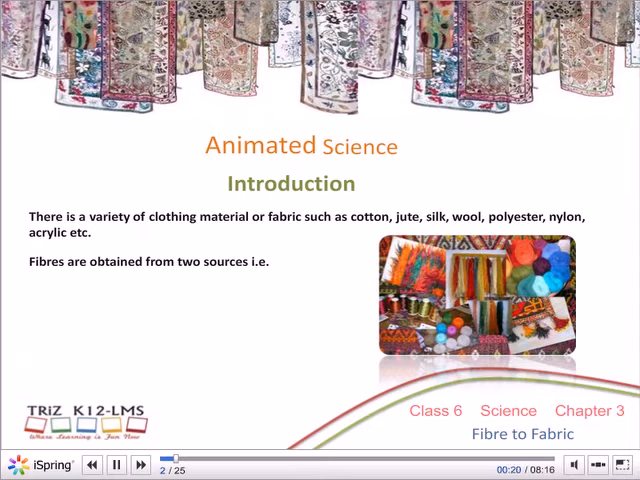 Animated Science
Introduction
There is a variety of clothing material or fabric such as cotton, jute, silk, wool, polyester, nylon,
acrylic etc.
Fibres are obtained from two sources i.e.
TRiZ K12-LMS
Where Learning is Fun Now
Class 6 Science Chapter 3
Fibre to Fabric
iSpring
2 / 25
00:20 / 08:16